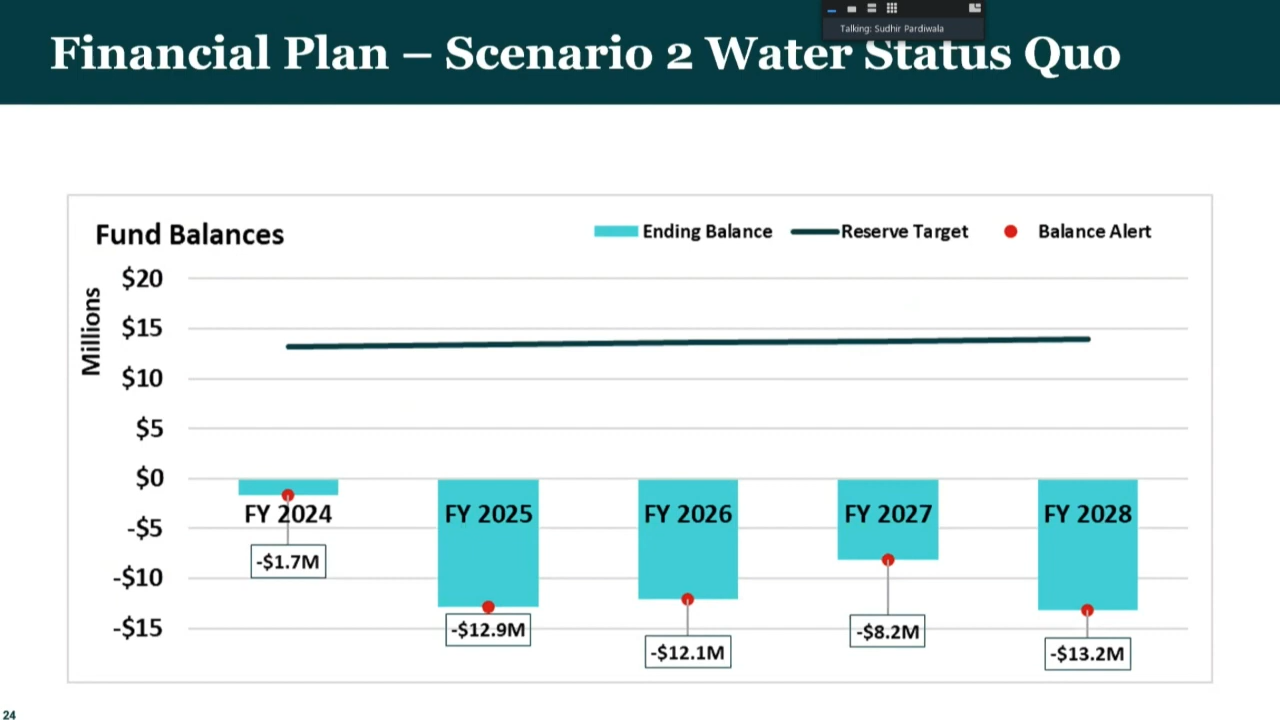 Talking: Sudhir Pardiwala
Financial Plan – Scenario 2 Water Status Quo
Fund Balances
Ending Balance
Reserve Target
Balance Alert
Millions
$20
$15
$10
$5
$0
-$5
-$10
-$15
FY 2024
FY 2025
FY 2026
FY 2027
FY 2028
-$1.7M
-$12.9M
-$12.1M
-$8.2M
-$13.2M
24